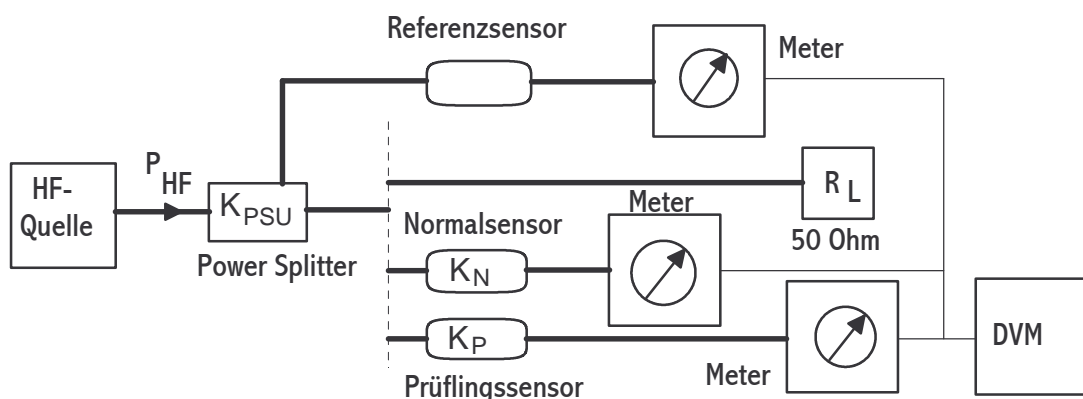 Referenzsensor
Meter
HF-
Quelle
P
HF
K PSU
Power Splitter
R L
50 Ohm
Meter
Normalsensor
K N
K P
Prüflingssensor
Meter
DVM